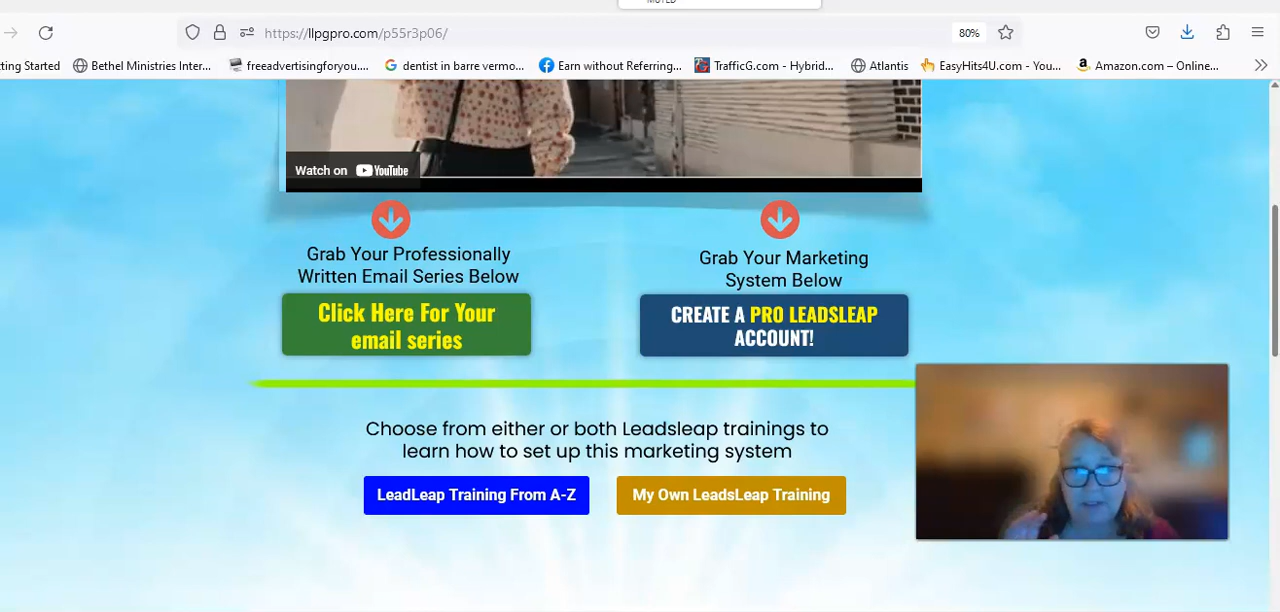 MUTED
https://llpgpro.com/p55r3p06/
80%
ting Started
Bethel Ministries Inter...
freeadvertisingforyou....
dentist in barre vermo...
Earn without Referring...
TrafficG.com - Hybrid...
Atlantis
EasyHits4U.com - You...
Amazon.com – Online...
Watch on YouTube
Grab Your Professionally
Written Email Series Below
Click Here For Your
email series
Grab Your Marketing
System Below
CREATE A PRO LEADSLEAP
ACCOUNT!
Choose from either or both Leadsleap trainings to
learn how to set up this marketing system
LeadLeap Training From A-Z
My Own LeadsLeap Training